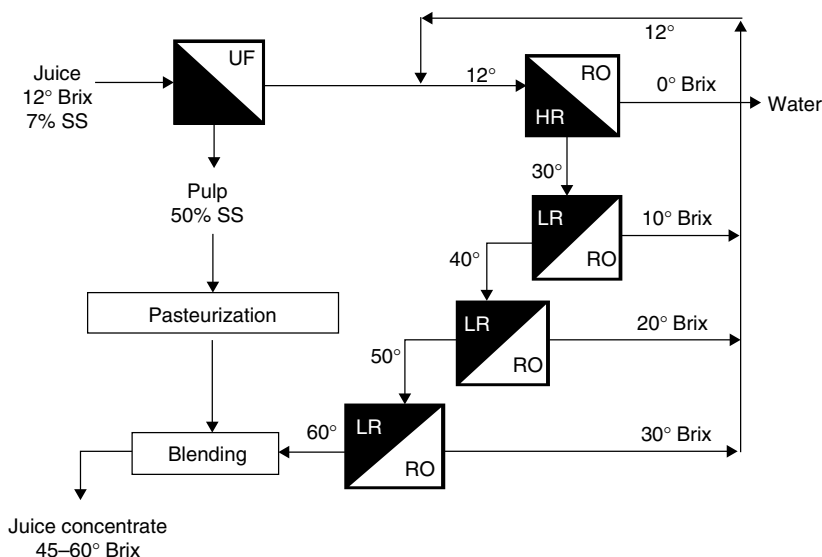 12°
UF
RO
Juice
12° Brix
7% SS
12°
0° Brix
Water
HR
30°
Pulp
50% SS
LR
10° Brix
RO
40°
Pasteurization
LR
20° Brix
RO
50°
LR
60°
30° Brix
RO
Blending
Juice concentrate
45–60° Brix